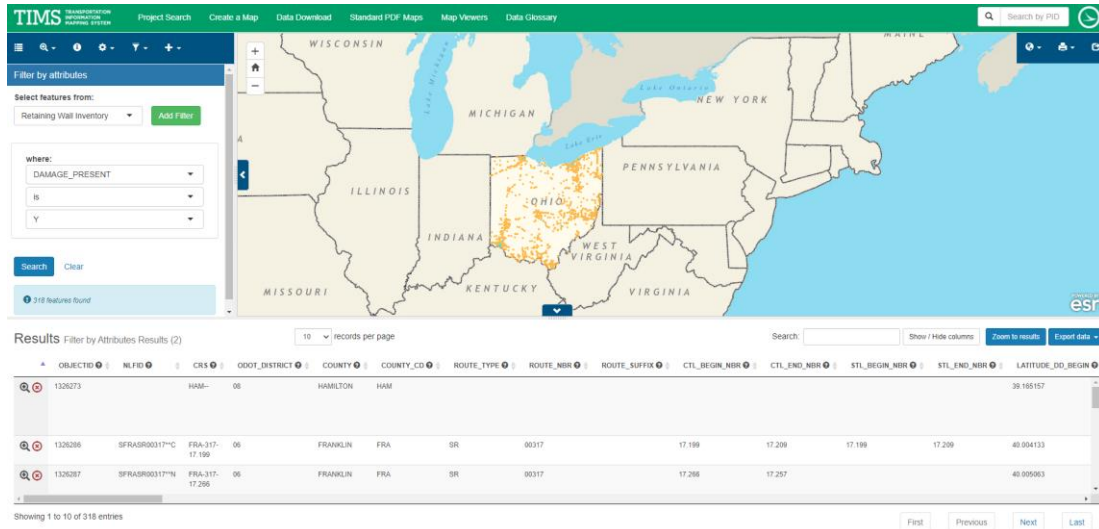 TIMS TRANSPORTATION INFORMATION MAPPING SYSTEM Project Search Create a Map Data Download Standard PDF Maps Map Viewers Data Glossary Search by PID
Filter by attributes
Select features from:
Retaining Wall Inventory Add Filter
where:
DAMAGE_PRESENT
is
Y
Search Clear
318 features found
WISCONSIN
MAINE
Lake Michigan
Lake Ontario
NEW YORK
MICHIGAN
Lake Erie
PENNSYLVANIA
ILLINOIS
OHIO
INDIANA
WEST VIRGINIA
MISSOURI
KENTUCKY
VIRGINIA
esri
Results Filter by Attributes Results (2) 10 records per page Search: Show / Hide columns Zoom to results Export data
OBJECTID NLFID CRS ODOT_DISTRICT COUNTY COUNTY_CD ROUTE_TYPE ROUTE_NBR ROUTE_SUFFIX CTL_BEGIN_NBR CTL_END_NBR STL_BEGIN_NBR STL_END_NBR LATITUDE_DD_BEGIN
1326273 HAM-- 08 HAMILTON HAM 39.165157
1326286 SFRASR00317**C FRA-317-17.199 06 FRANKLIN FRA SR 00317 17.199 17.209 17.199 17.209 40.004133
1326287 SFRASR00317**N FRA-317-17.266 06 FRANKLIN FRA SR 00317 17.266 17.257 40.005063
Showing 1 to 10 of 318 entries First Previous Next Last